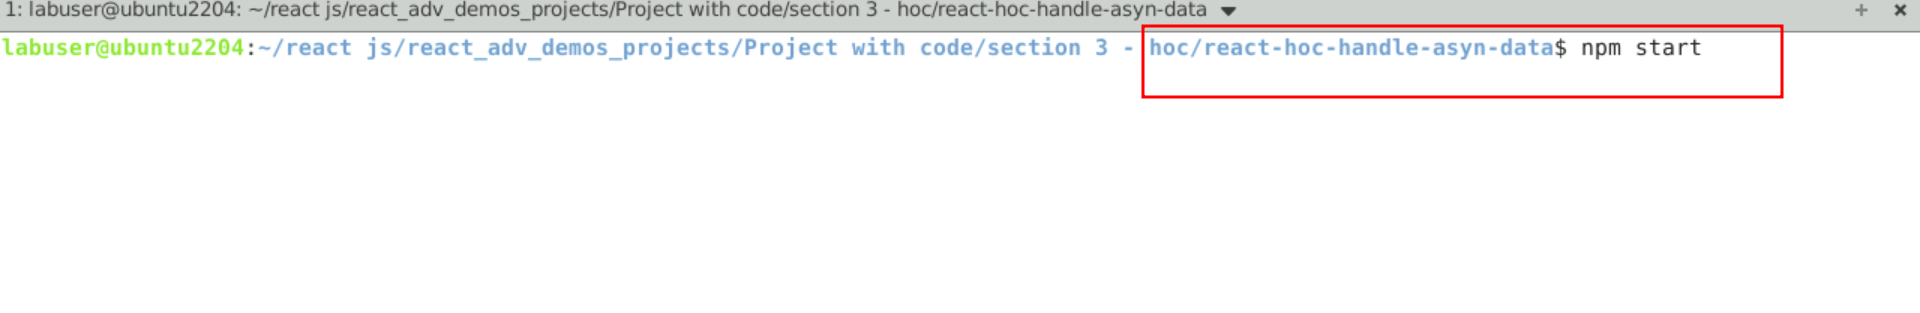 1: labuser@ubuntu2204: ~/react js/react_adv_demos_projects/Project with code/section 3 - hoc/react-hoc-handle-asyn-data
labuser@ubuntu2204:~/react js/react_adv_demos_projects/Project with code/section 3 - hoc/react-hoc-handle-asyn-data$ npm start